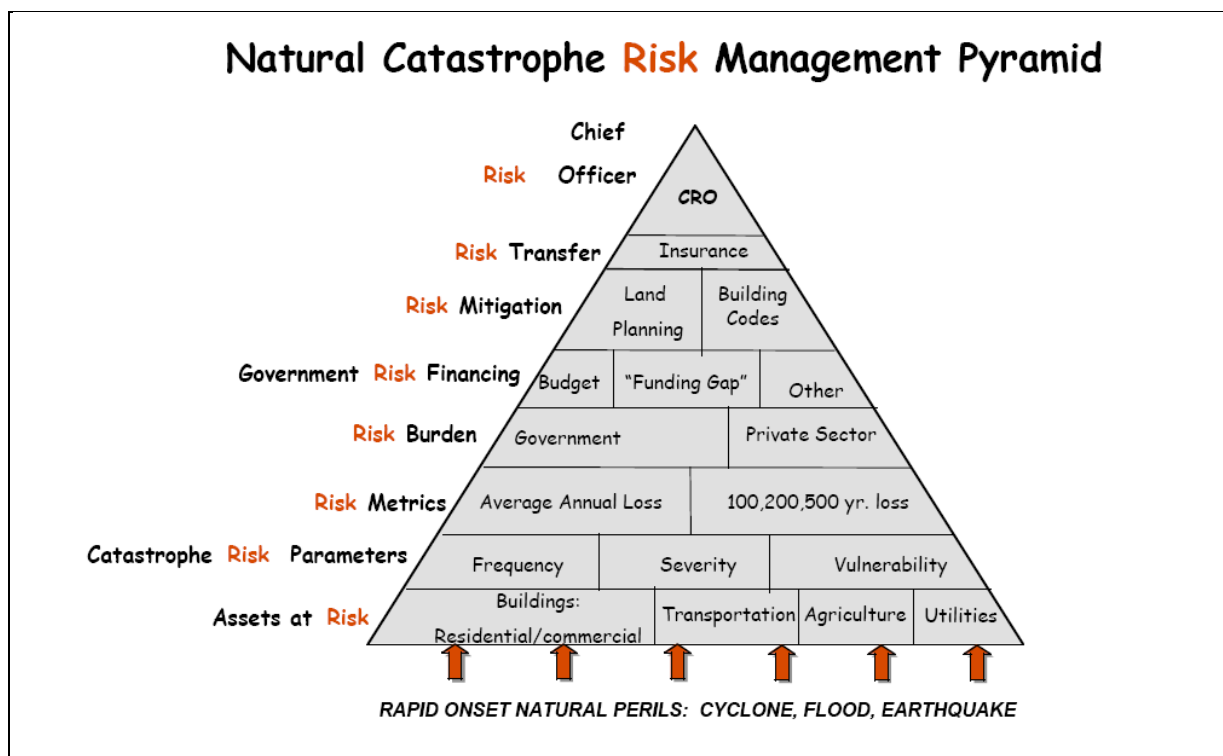 Natural Catastrophe Risk Management Pyramid
Chief
Risk Officer
CRO
Risk Transfer
Insurance
Risk Mitigation
Land
Planning
Building
Codes
Government Risk Financing
Budget
“Funding Gap”
Other
Risk Burden
Government
Private Sector
Risk Metrics
Average Annual Loss
100,200,500 yr. loss
Catastrophe Risk Parameters
Frequency
Severity
Vulnerability
Assets at Risk
Buildings:
Residential/commercial
Transportation
Agriculture
Utilities
RAPID ONSET NATURAL PERILS: CYCLONE, FLOOD, EARTHQUAKE